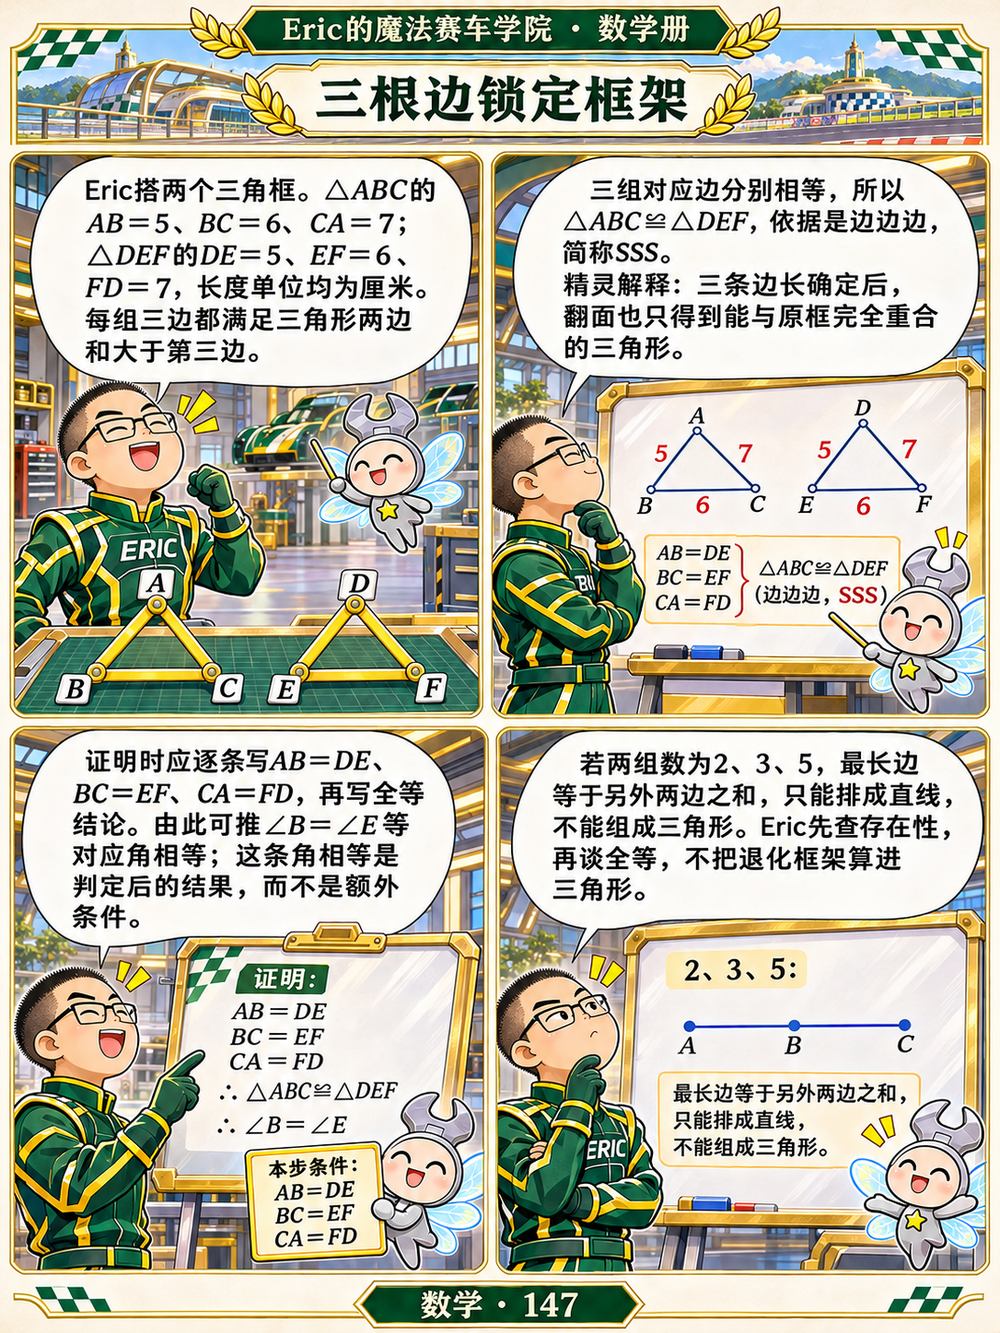 Eric的魔法赛车学院 · 数学册
三根边锁定框架
Eric搭两个三角框。△ABC的
AB=5、BC=6、CA=7；
△DEF的DE=5、EF=6、
FD=7，长度单位均为厘米。
每组三边都满足三角形两边
和大于第三边。
ERIC
A
B
C
D
E
F
三组对应边分别相等，所以
△ABC≌△DEF，依据是边边边，
简称SSS。
精灵解释：三条边长确定后，
翻面也只得到能与原框完全重合
的三角形。
A
5
7
B
6
C
D
5
7
E
6
F
AB=DE
BC=EF
CA=FD
△ABC≌△DEF
(边边边，SSS)
证明时应逐条写AB=DE、
BC=EF、CA=FD，再写全等
结论。由此可推∠B=∠E等
对应角相等；这条角相等是
判定后的结果，而不是额外
条件。
证明：
AB=DE
BC=EF
CA=FD
∴ △ABC≌△DEF
∴ ∠B=∠E
本步条件：
AB=DE
BC=EF
CA=FD
若两组数为2、3、5，最长边
等于另外两边之和，只能排成直线，
不能组成三角形。Eric先查存在性，
再谈全等，不把退化框架算进
三角形。
2、3、5：
A
B
C
最长边等于另外两边之和，
只能排成直线，
不能组成三角形。
ERIC
数学 · 147